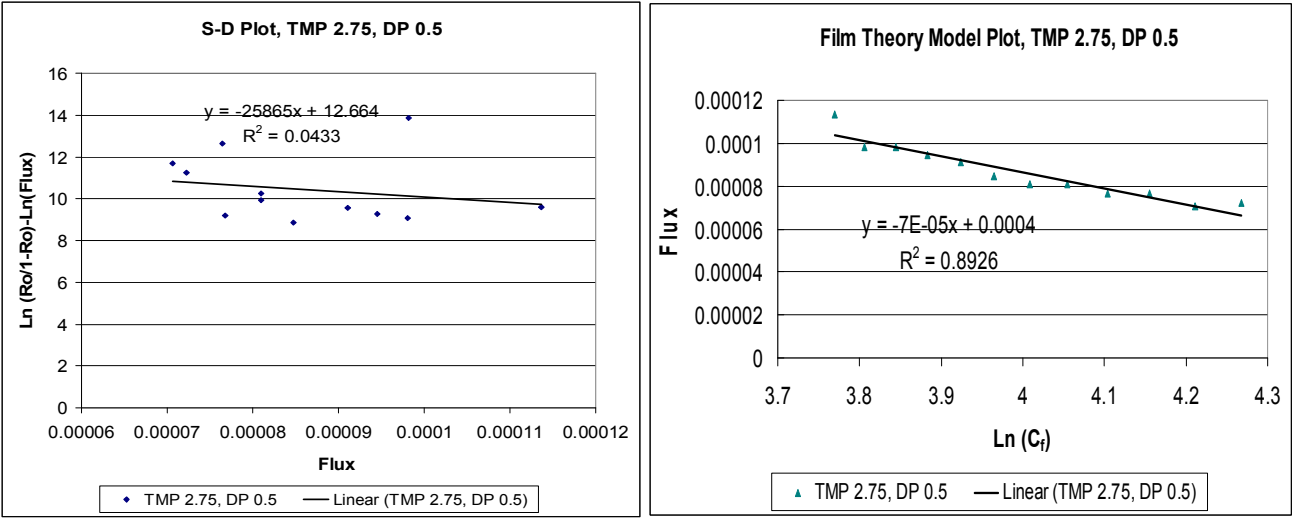 S-D Plot, TMP 2.75, DP 0.5
Ln (Ro/1-Ro)-Ln(Flux)
16
14
12
10
8
6
4
2
0
y = -25865x + 12.664
R² = 0.0433
0.00006 0.00007 0.00008 0.00009 0.0001 0.00011 0.00012
Flux
TMP 2.75, DP 0.5 Linear (TMP 2.75, DP 0.5)
Film Theory Model Plot, TMP 2.75, DP 0.5
Flux
0.00012
0.0001
0.00008
0.00006
0.00004
0.00002
0
y = -7E-05x + 0.0004
R² = 0.8926
3.7 3.8 3.9 4 4.1 4.2 4.3
Ln (Cf)
TMP 2.75, DP 0.5 Linear (TMP 2.75, DP 0.5)